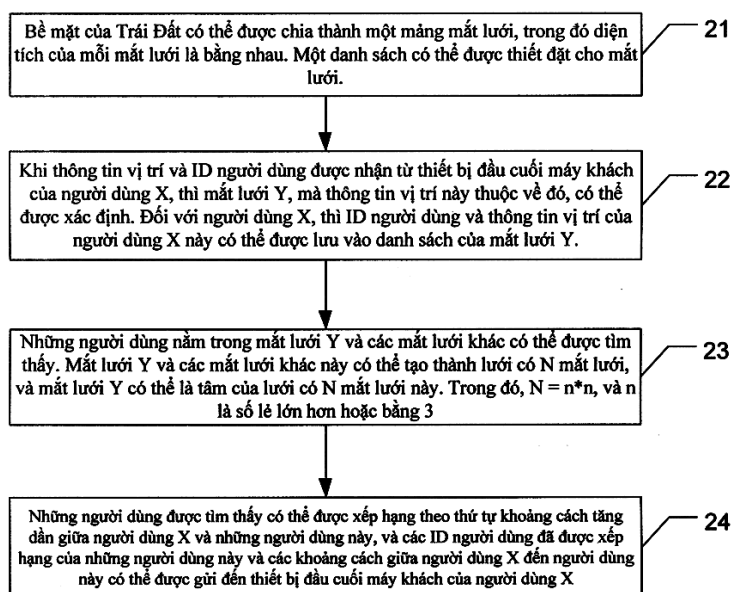 Bề mặt của Trái Đất có thể được chia thành một mảng mắt lưới, trong đó diện
tích của mỗi mắt lưới là bằng nhau. Một danh sách có thể được thiết đặt cho mắt
lưới.
21
Khi thông tin vị trí và ID người dùng được nhận từ thiết bị đầu cuối máy khách
của người dùng X, thì mắt lưới Y, mà thông tin vị trí này thuộc về đó, có thể
được xác định. Đối với người dùng X, thì ID người dùng và thông tin vị trí của
người dùng X này có thể được lưu vào danh sách của mắt lưới Y.
22
Những người dùng nằm trong mắt lưới Y và các mắt lưới khác có thể được tìm
thấy. Mắt lưới Y và các mắt lưới khác này có thể tạo thành lưới có N mắt lưới,
và mắt lưới Y có thể là tâm của lưới có N mắt lưới này. Trong đó, N = n*n, và n
là số lẻ lớn hơn hoặc bằng 3
23
Những người dùng được tìm thấy có thể được xếp hạng theo thứ tự khoảng cách tăng
dần giữa người dùng X và những người dùng này, và các ID người dùng đã được xếp
hạng của những người dùng này và các khoảng cách giữa người dùng X đến người dùng
này có thể được gửi đến thiết bị đầu cuối máy khách của người dùng X
24